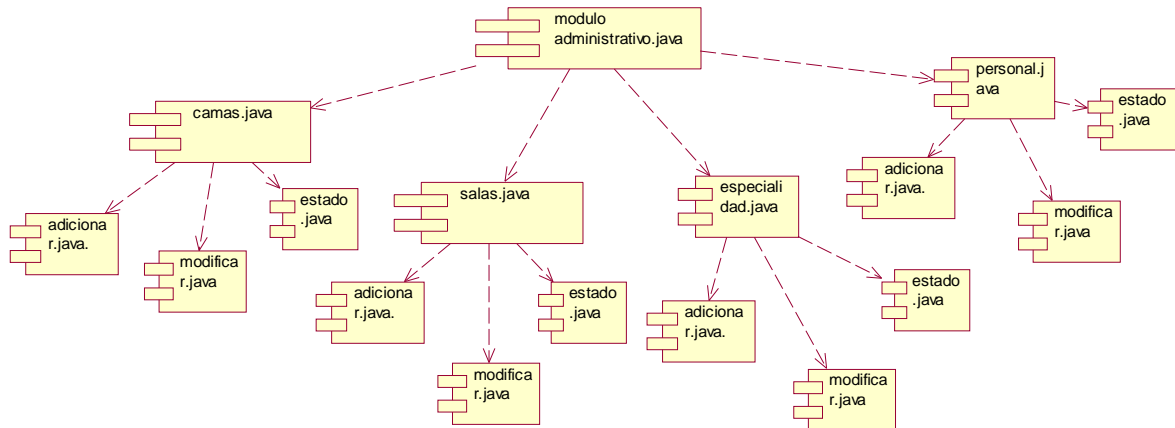 modulo
administrativo.java
personal.j
ava
estado
.java
camas.java
adiciona
r.java.
modifica
r.java
estado
.java
adiciona
r.java.
modifica
r.java
salas.java
especiali
dad.java
adiciona
r.java.
modifica
r.java
estado
.java
adiciona
r.java.
modifica
r.java
estado
.java